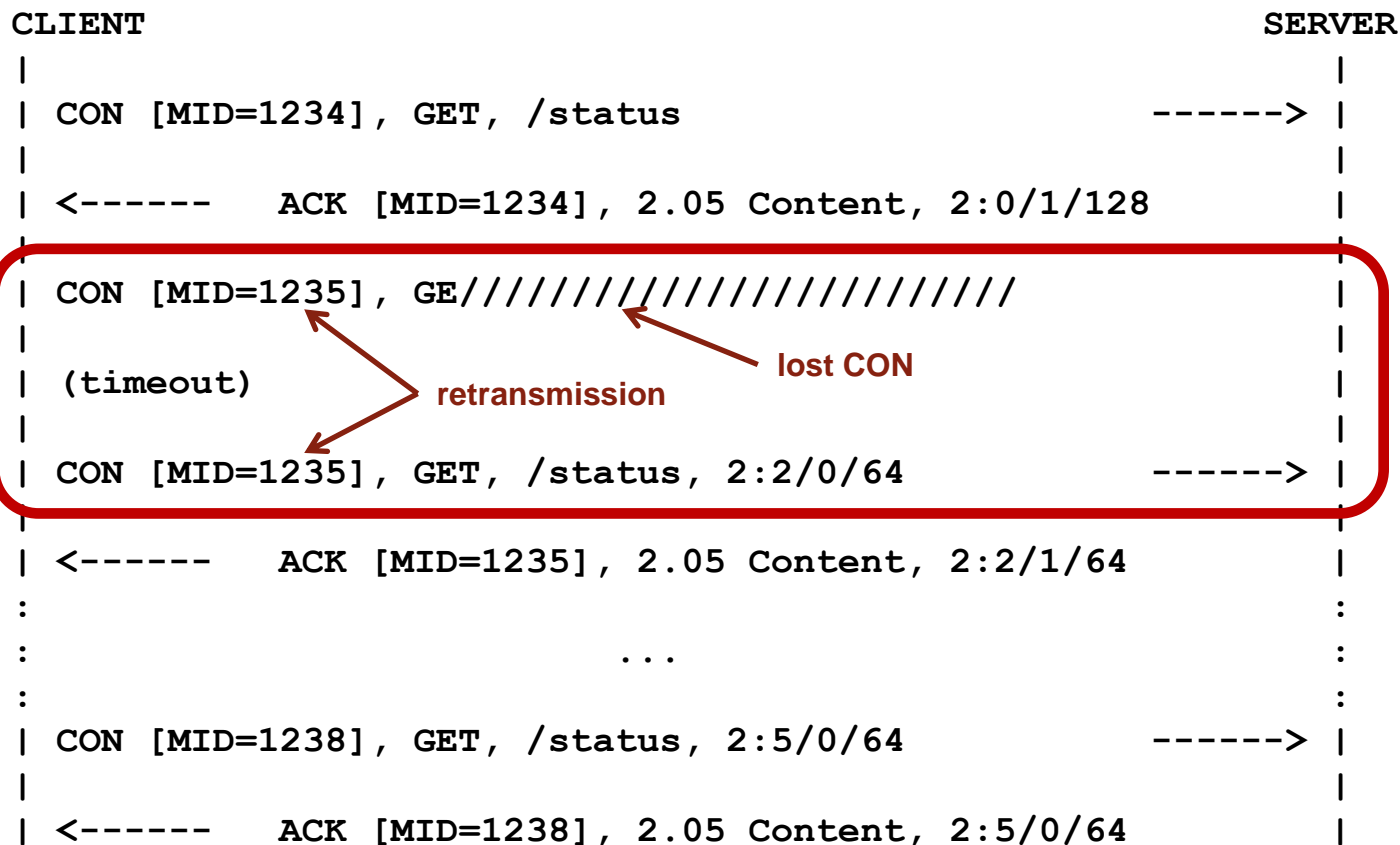 CLIENT SERVER
| |
| CON [MID=1234], GET, /status ------> |
| |
| <------ ACK [MID=1234], 2.05 Content, 2:0/1/128 |
| |
| CON [MID=1235], GE///////////////////////// |
| |
lost CON
| (timeout) |
retransmission
| |
| CON [MID=1235], GET, /status, 2:2/0/64 ------> |
| |
| <------ ACK [MID=1235], 2.05 Content, 2:2/1/64 |
: :
: ... :
: :
| CON [MID=1238], GET, /status, 2:5/0/64 ------> |
| |
| <------ ACK [MID=1238], 2.05 Content, 2:5/0/64 |